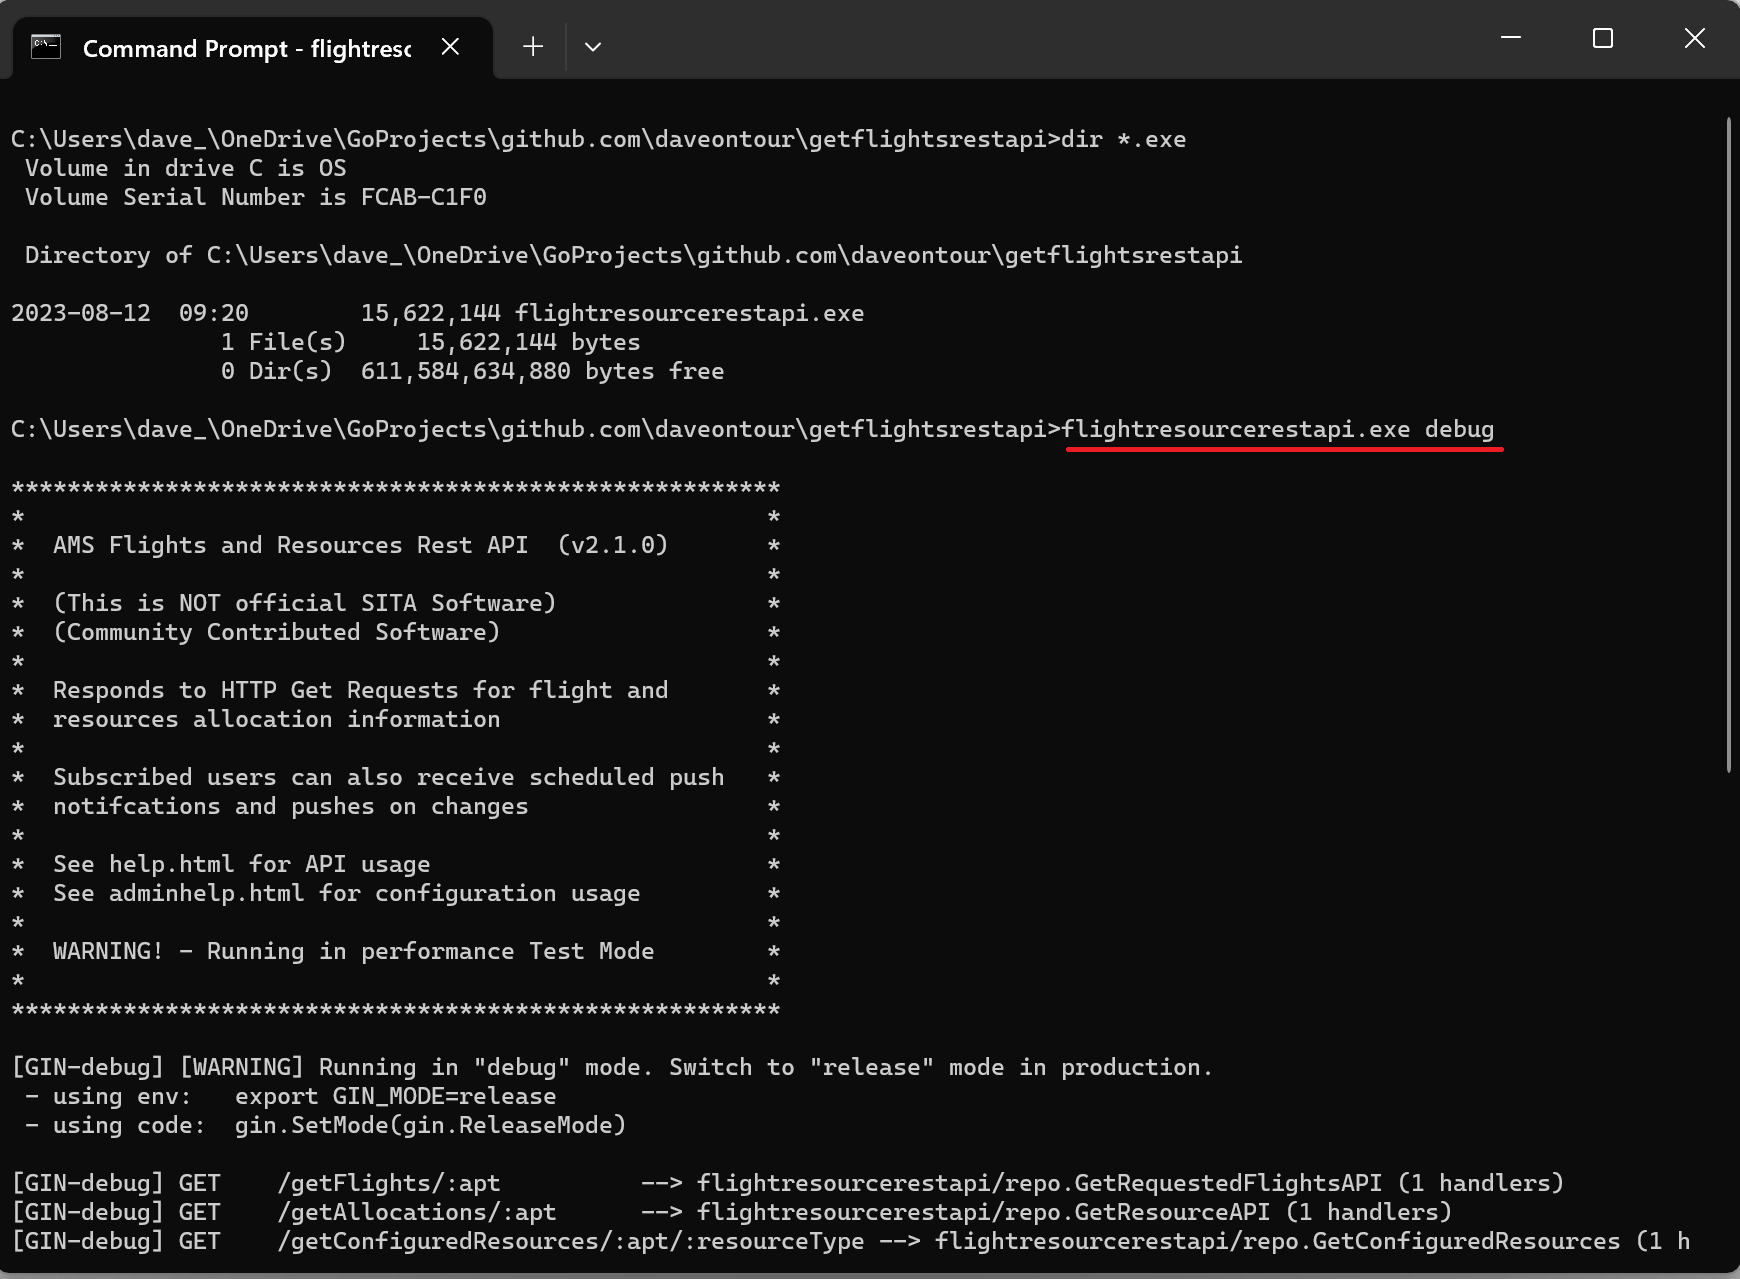 Command Prompt - flightresc
C:\Users\dave_\OneDrive\GoProjects\github.com\daveontour\getflightsrestapi>dir *.exe
 Volume in drive C is OS
 Volume Serial Number is FCAB-C1F0
 Directory of C:\Users\dave_\OneDrive\GoProjects\github.com\daveontour\getflightsrestapi
2023-08-12  09:20        15,622,144 flightresourcerestapi.exe
               1 File(s)     15,622,144 bytes
               0 Dir(s)  611,584,634,880 bytes free
C:\Users\dave_\OneDrive\GoProjects\github.com\daveontour\getflightsrestapi>flightresourcerestapi.exe debug
*******************************************************
*                                                     *
*  AMS Flights and Resources Rest API  (v2.1.0)       *
*                                                     *
*  (This is NOT official SITA Software)               *
*  (Community Contributed Software)                   *
*                                                     *
*  Responds to HTTP Get Requests for flight and       *
*  resources allocation information                   *
*                                                     *
*  Subscribed users can also receive scheduled push   *
*  notifcations and pushes on changes                 *
*                                                     *
*  See help.html for API usage                        *
*  See adminhelp.html for configuration usage         *
*                                                     *
*  WARNING! - Running in performance Test Mode        *
*                                                     *
*******************************************************
[GIN-debug] [WARNING] Running in "debug" mode. Switch to "release" mode in production.
 - using env:   export GIN_MODE=release
 - using code:  gin.SetMode(gin.ReleaseMode)
[GIN-debug] GET    /getFlights/:apt          --> flightresourcerestapi/repo.GetRequestedFlightsAPI (1 handlers)
[GIN-debug] GET    /getAllocations/:apt      --> flightresourcerestapi/repo.GetResourceAPI (1 handlers)
[GIN-debug] GET    /getConfiguredResources/:apt/:resourceType --> flightresourcerestapi/repo.GetConfiguredResources (1 h